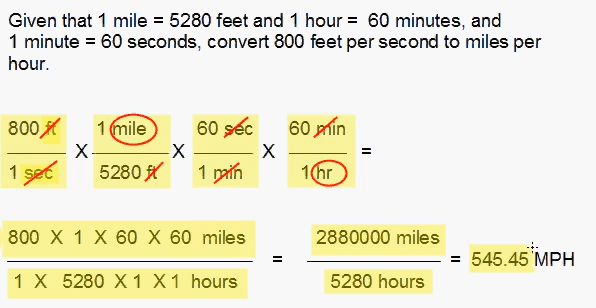 Given that 1 mile = 5280 feet and 1 hour = 60 minutes, and
1 minute = 60 seconds, convert 800 feet per second to miles per
hour.
800 ft 1 mile 60 sec 60 min
X X X =
1 sec 5280 ft 1 min 1 hr
800 X 1 X 60 X 60 miles 2880000 miles
= = 545.45 MPH
1 X 5280 X 1 X 1 hours 5280 hours